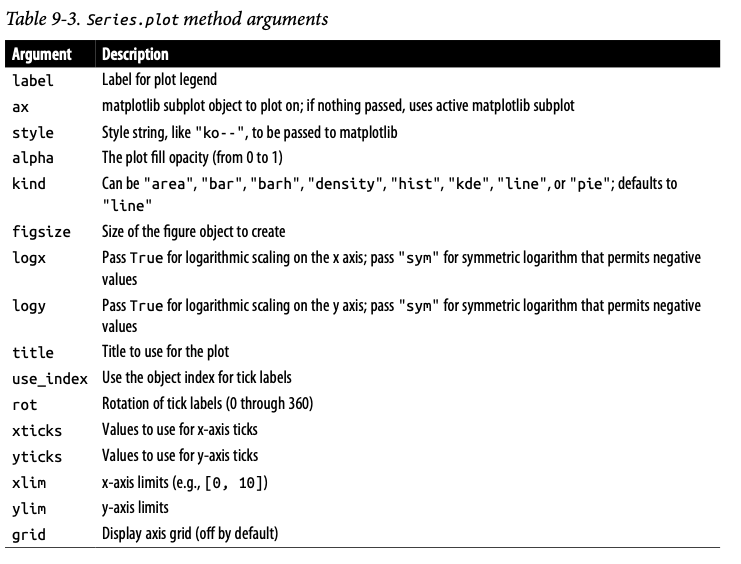 Table 9-3. Series.plot method arguments
Argument Description
label Label for plot legend
ax matplotlib subplot object to plot on; if nothing passed, uses active matplotlib subplot
style Style string, like "ko--", to be passed to matplotlib
alpha The plot fill opacity (from 0 to 1)
kind Can be "area", "bar", "barh", "density", "hist", "kde", "line", or "pie"; defaults to
"line"
figsize Size of the figure object to create
logx Pass True for logarithmic scaling on the x axis; pass "sym" for symmetric logarithm that permits negative
values
logy Pass True for logarithmic scaling on the y axis; pass "sym" for symmetric logarithm that permits negative
values
title Title to use for the plot
use_index Use the object index for tick labels
rot Rotation of tick labels (0 through 360)
xticks Values to use for x-axis ticks
yticks Values to use for y-axis ticks
xlim x-axis limits (e.g., [0, 10])
ylim y-axis limits
grid Display axis grid (off by default)